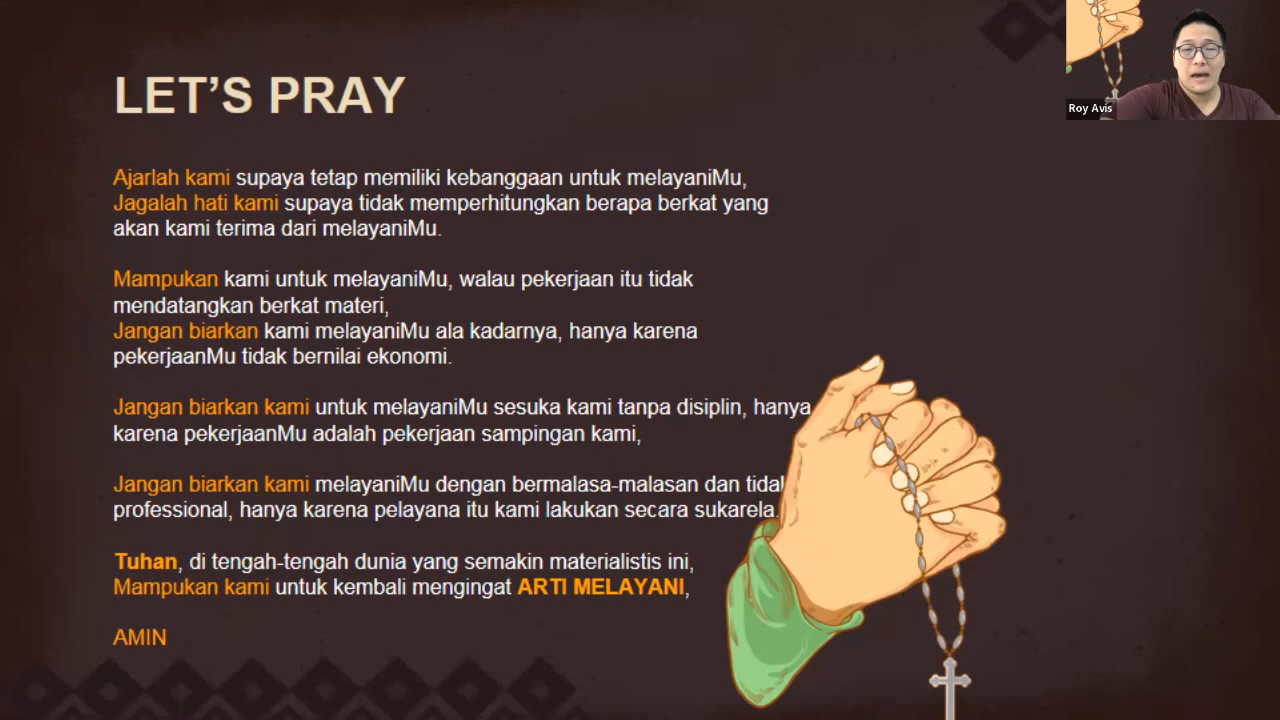 LET'S PRAY
Roy Avis
Ajarlah kami supaya tetap memiliki kebanggaan untuk melayaniMu,
Jagalah hati kami supaya tidak memperhitungkan berapa berkat yang
akan kami terima dari melayaniMu.
Mampukan kami untuk melayaniMu, walau pekerjaan itu tidak
mendatangkan berkat materi,
Jangan biarkan kami melayaniMu ala kadarnya, hanya karena
pekerjaanMu tidak bernilai ekonomi.
Jangan biarkan kami untuk melayaniMu sesuka kami tanpa disiplin, hanya
karena pekerjaanMu adalah pekerjaan sampingan kami,
Jangan biarkan kami melayaniMu dengan bermalasa-malasan dan tidak
professional, hanya karena pelayana itu kami lakukan secara sukarela.
Tuhan, di tengah-tengah dunia yang semakin materialistis ini,
Mampukan kami untuk kembali mengingat ARTI MELAYANI,
AMIN